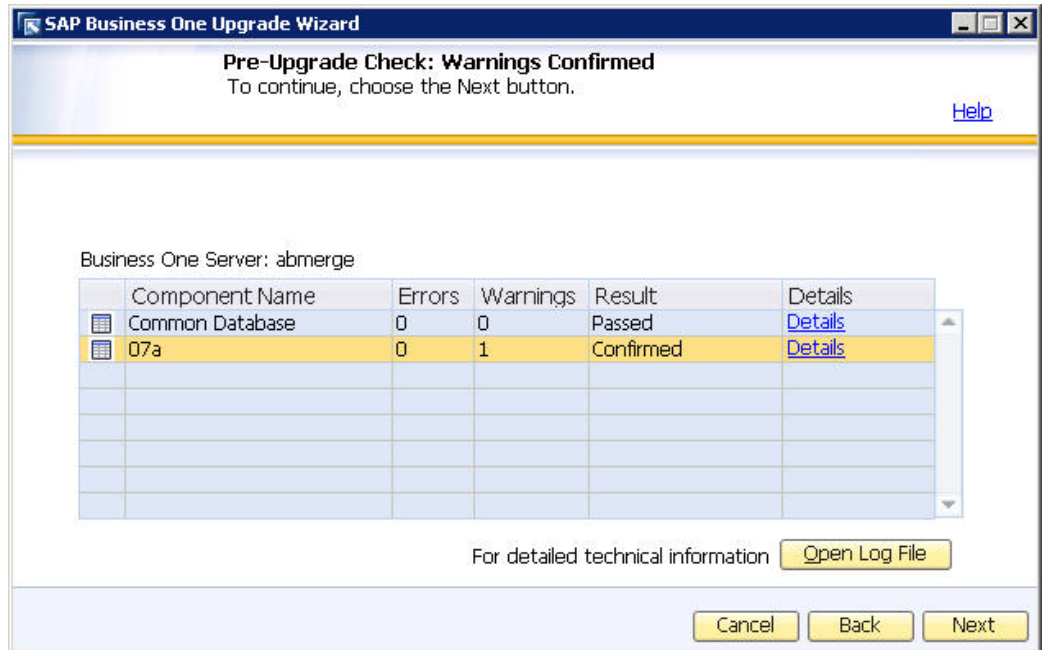 SAP Business One Upgrade Wizard
Pre-Upgrade Check: Warnings Confirmed
To continue, choose the Next button.
Help
Business One Server: abmerge
Component Name Errors Warnings Result Details
Common Database 0 0 Passed Details
07a 0 1 Confirmed Details
For detailed technical information Open Log File
Cancel Back Next